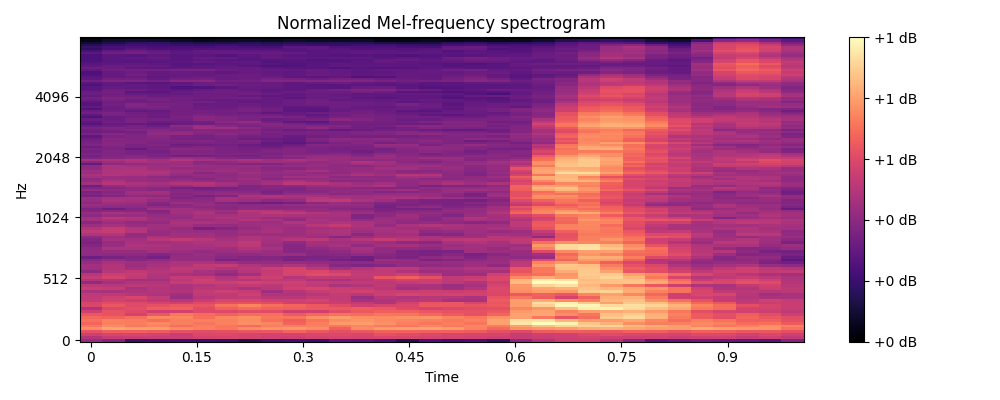 Normalized Mel-frequency spectrogram
Hz
4096
2048
1024
512
0
0 0.15 0.3 0.45 0.6 0.75 0.9
Time
+1 dB
+1 dB
+1 dB
+0 dB
+0 dB
+0 dB